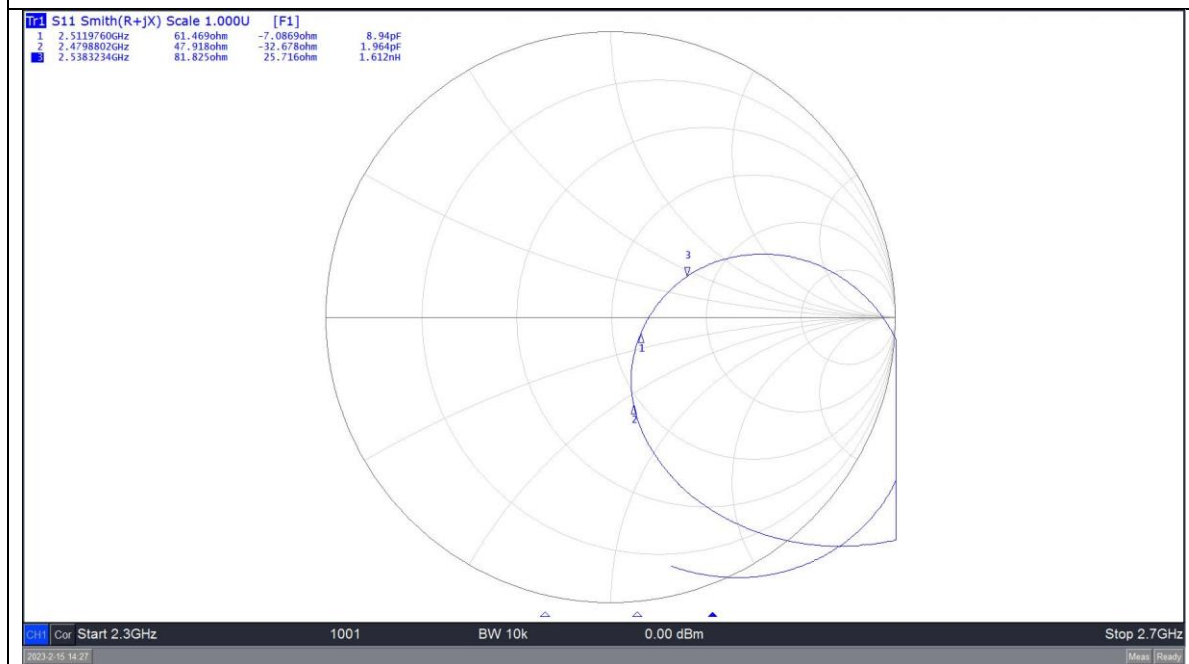 Tr1 S11 Smith(R+jX) Scale 1.000U [F1]
1 2.5119760GHz 61.469ohm -7.0869ohm 8.94pF
2 2.4798802GHz 47.918ohm -32.678ohm 1.964pF
3 2.5383234GHz 81.825ohm 25.716ohm 1.612nH
3
1
2
CH1 Cor Start 2.3GHz 1001 BW 10k 0.00 dBm Stop 2.7GHz
2023-2-15 14:27 Meas Ready